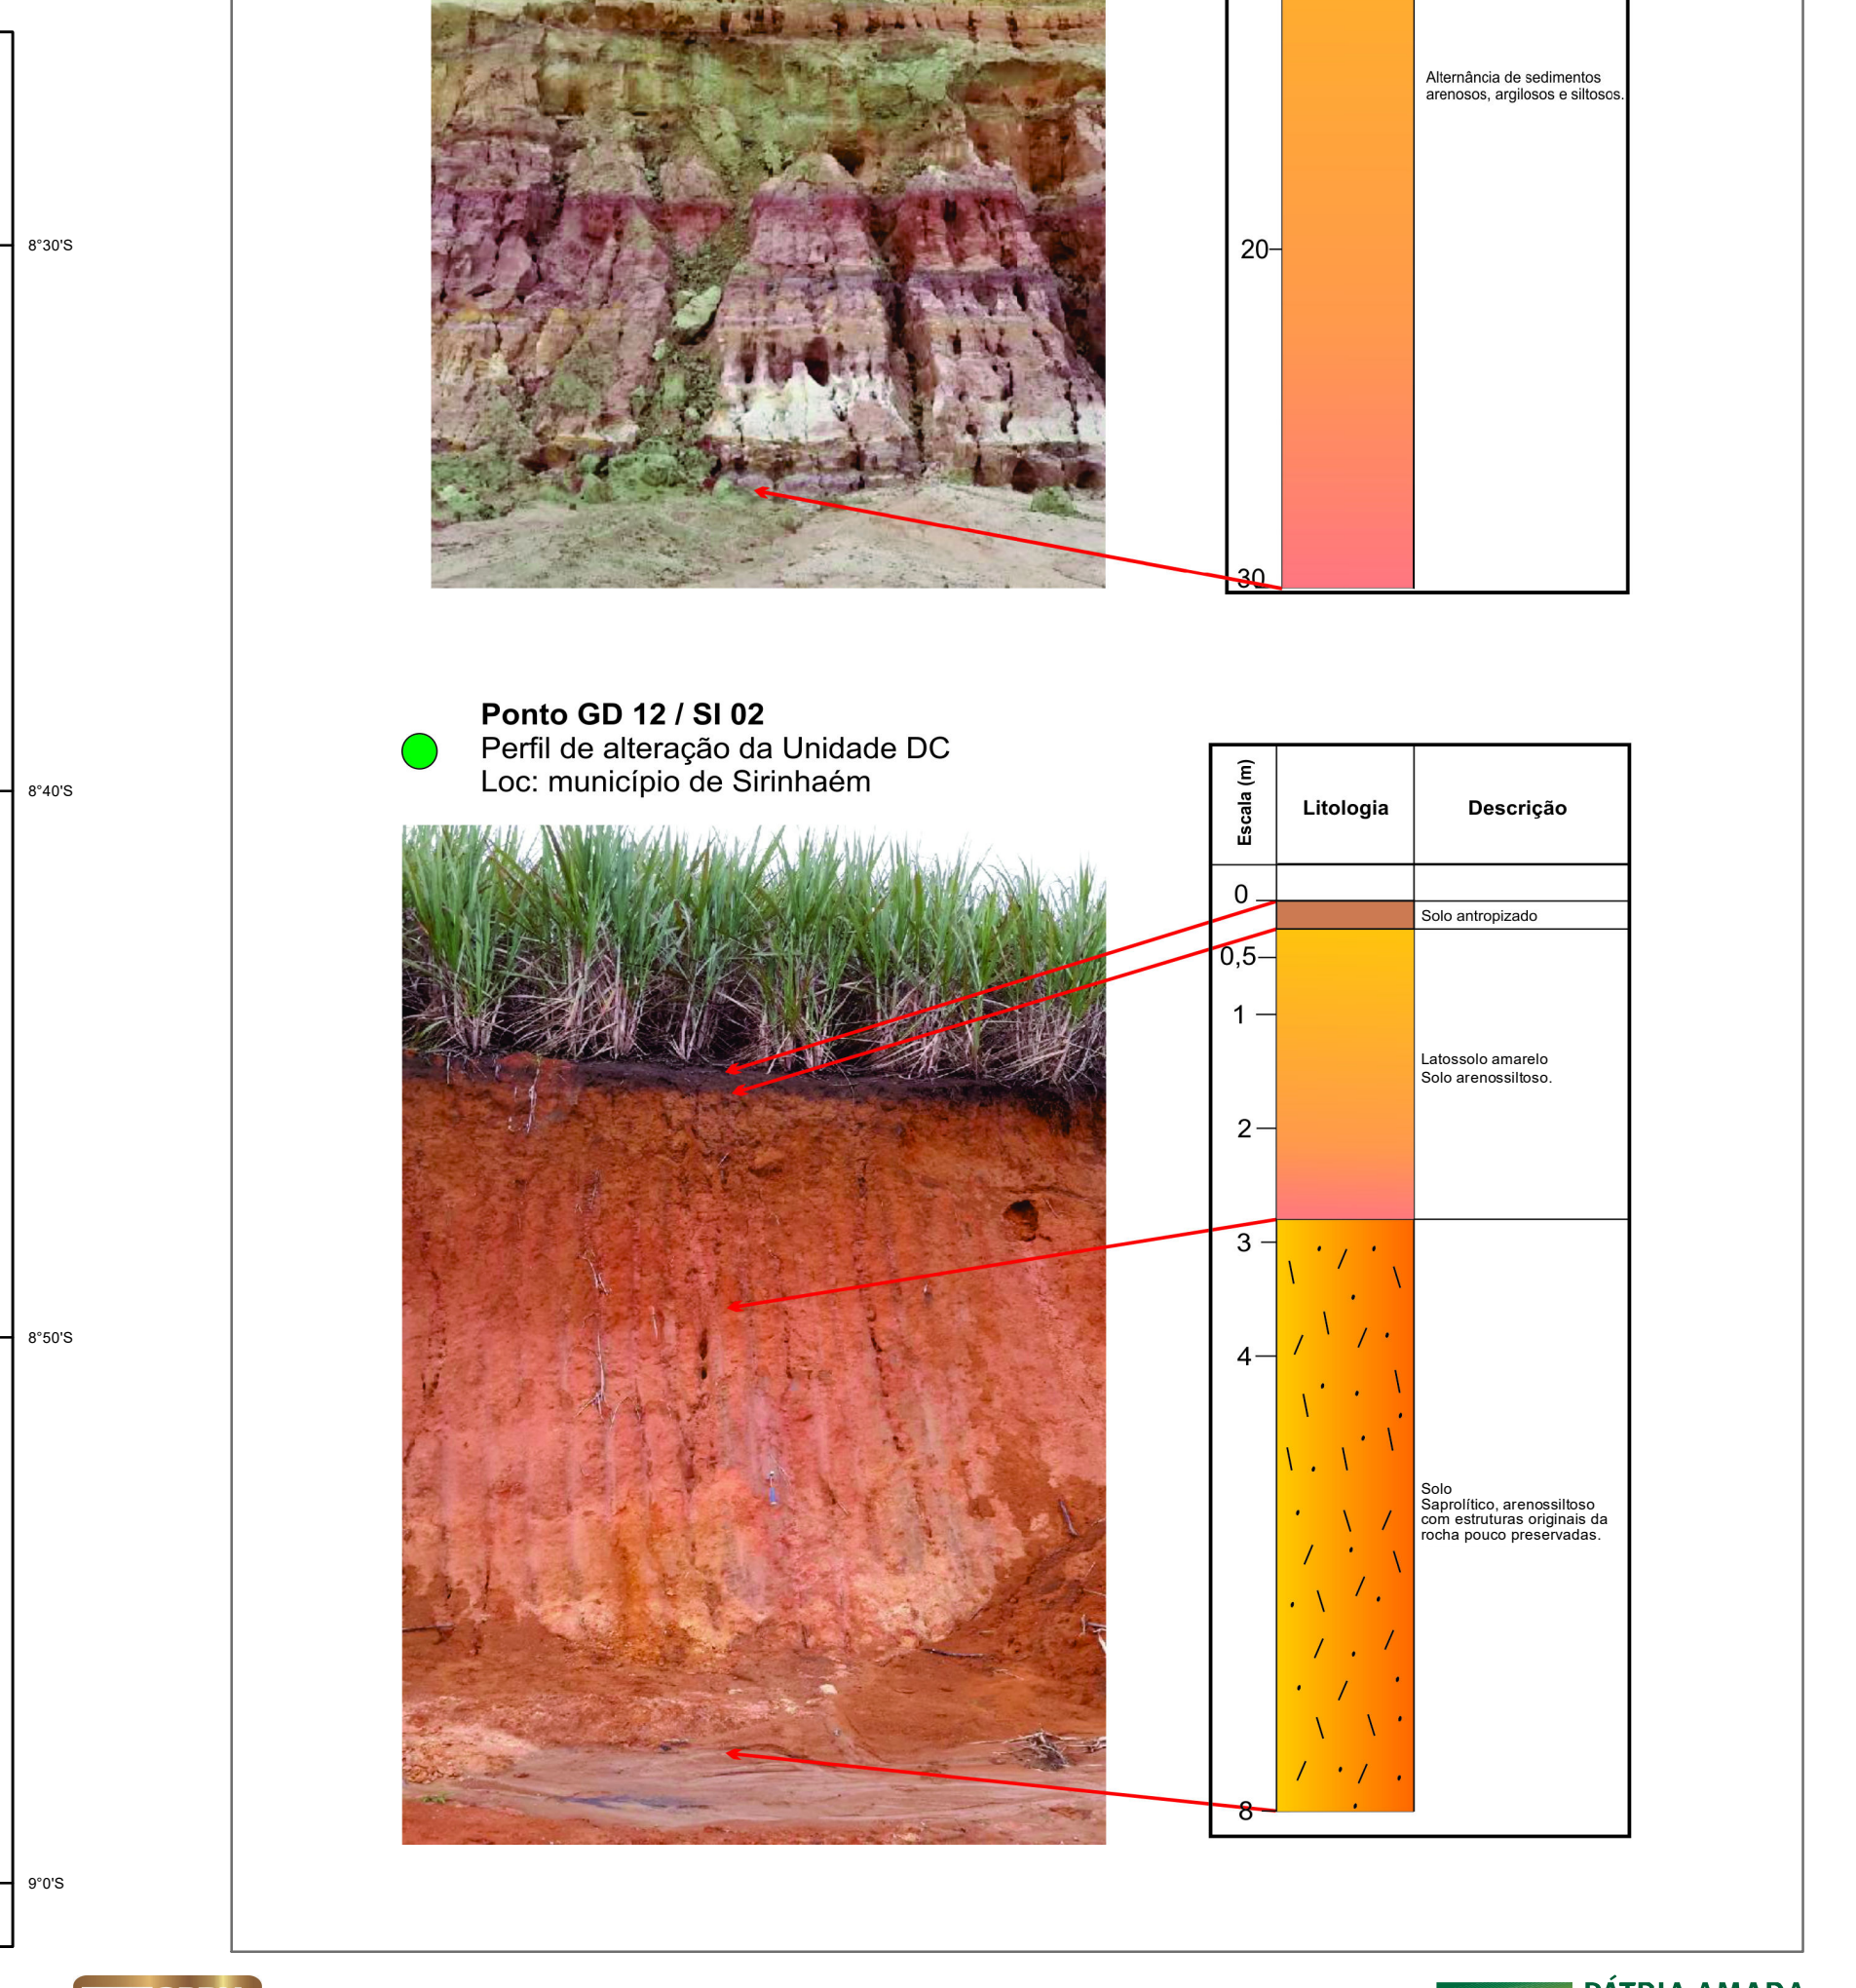 Alternância de sedimentos
arenosos, argilosos e siltosos.
8°30'S
20
30
Ponto GD 12 / SI 02
Perfil de alteração da Unidade DC
Loc: município de Sirinhaém
8°40'S
Escala (m)
Litologia
Descrição
0
Solo antropizado
0,5
1
Latossolo amarelo
Solo arenossiltoso.
2
3
8°50'S
4
Solo
Saprolítico, arenossiltoso
com estruturas originais da
rocha pouco preservadas.
8
9°0'S
PÁTRIA AMADA